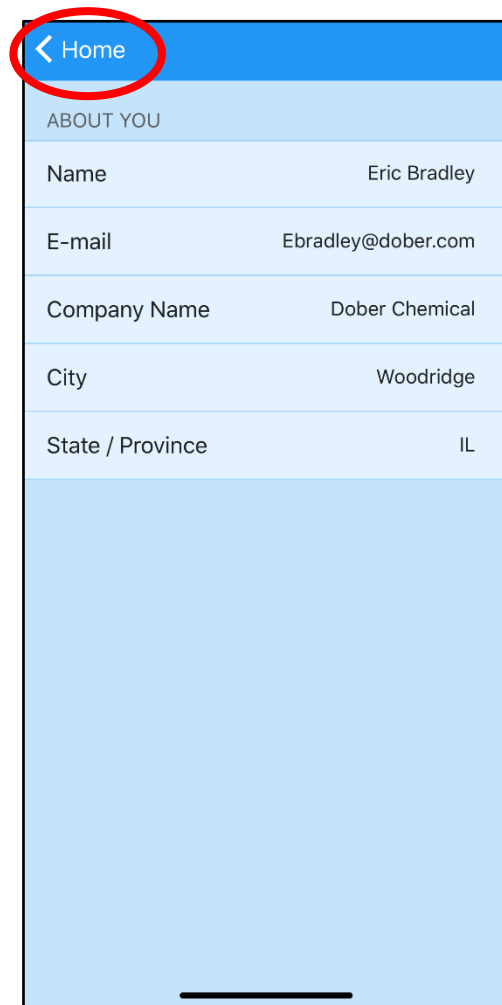 Home
ABOUT YOU
Name Eric Bradley
E-mail Ebradley@dober.com
Company Name Dober Chemical
City Woodridge
State / Province IL